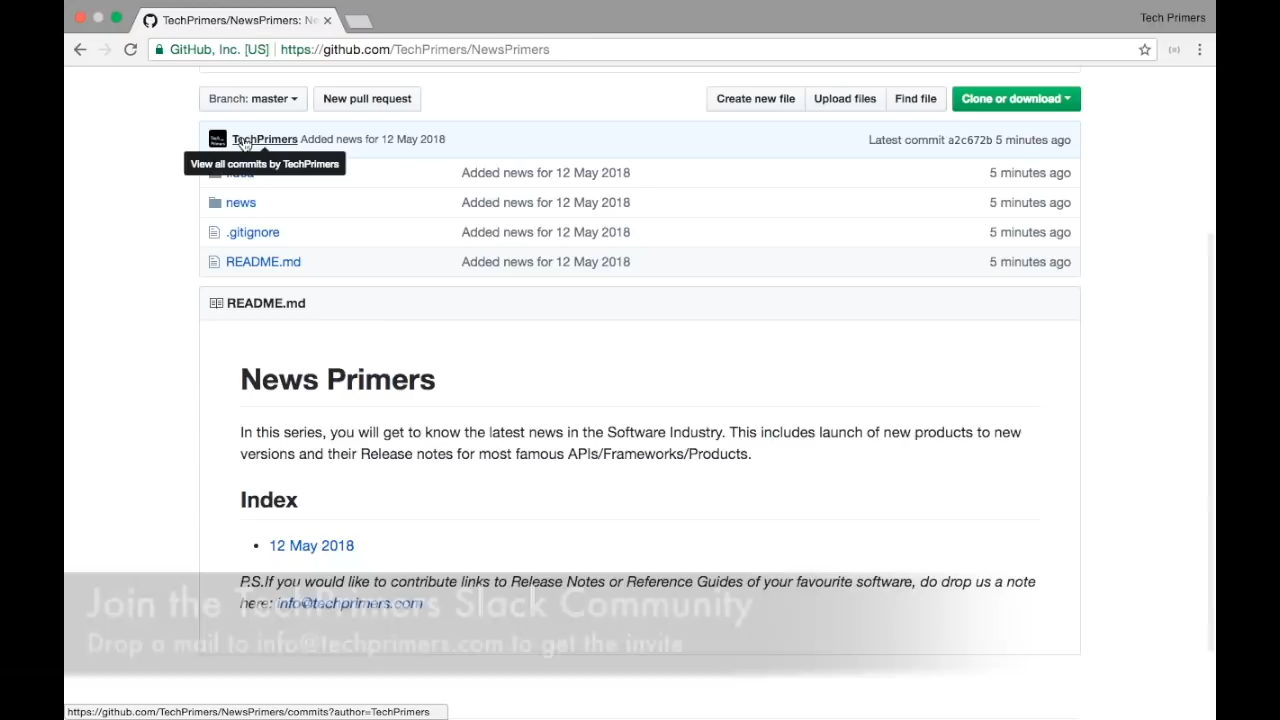 TechPrimers/NewsPrimers: Ne
Tech Primers
GitHub, Inc. [US] https://github.com/TechPrimers/NewsPrimers
Branch: master
New pull request
Create new file
Upload files
Find file
Clone or download
TechPrimers Added news for 12 May 2018
Latest commit a2c672b 5 minutes ago
View all commits by TechPrimers
Added news for 12 May 2018
5 minutes ago
news
Added news for 12 May 2018
5 minutes ago
.gitignore
Added news for 12 May 2018
5 minutes ago
README.md
Added news for 12 May 2018
5 minutes ago
README.md
News Primers
In this series, you will get to know the latest news in the Software Industry. This includes launch of new products to new
versions and their Release notes for most famous APIs/Frameworks/Products.
Index
12 May 2018
P.S.If you would like to contribute links to Release Notes or Reference Guides of your favourite software, do drop us a note
here: info@techprimers.com
Join the TechPrimers Slack Community
Drop a mail to info@techprimers.com to get the invite
https://github.com/TechPrimers/NewsPrimers/commits?author=TechPrimers